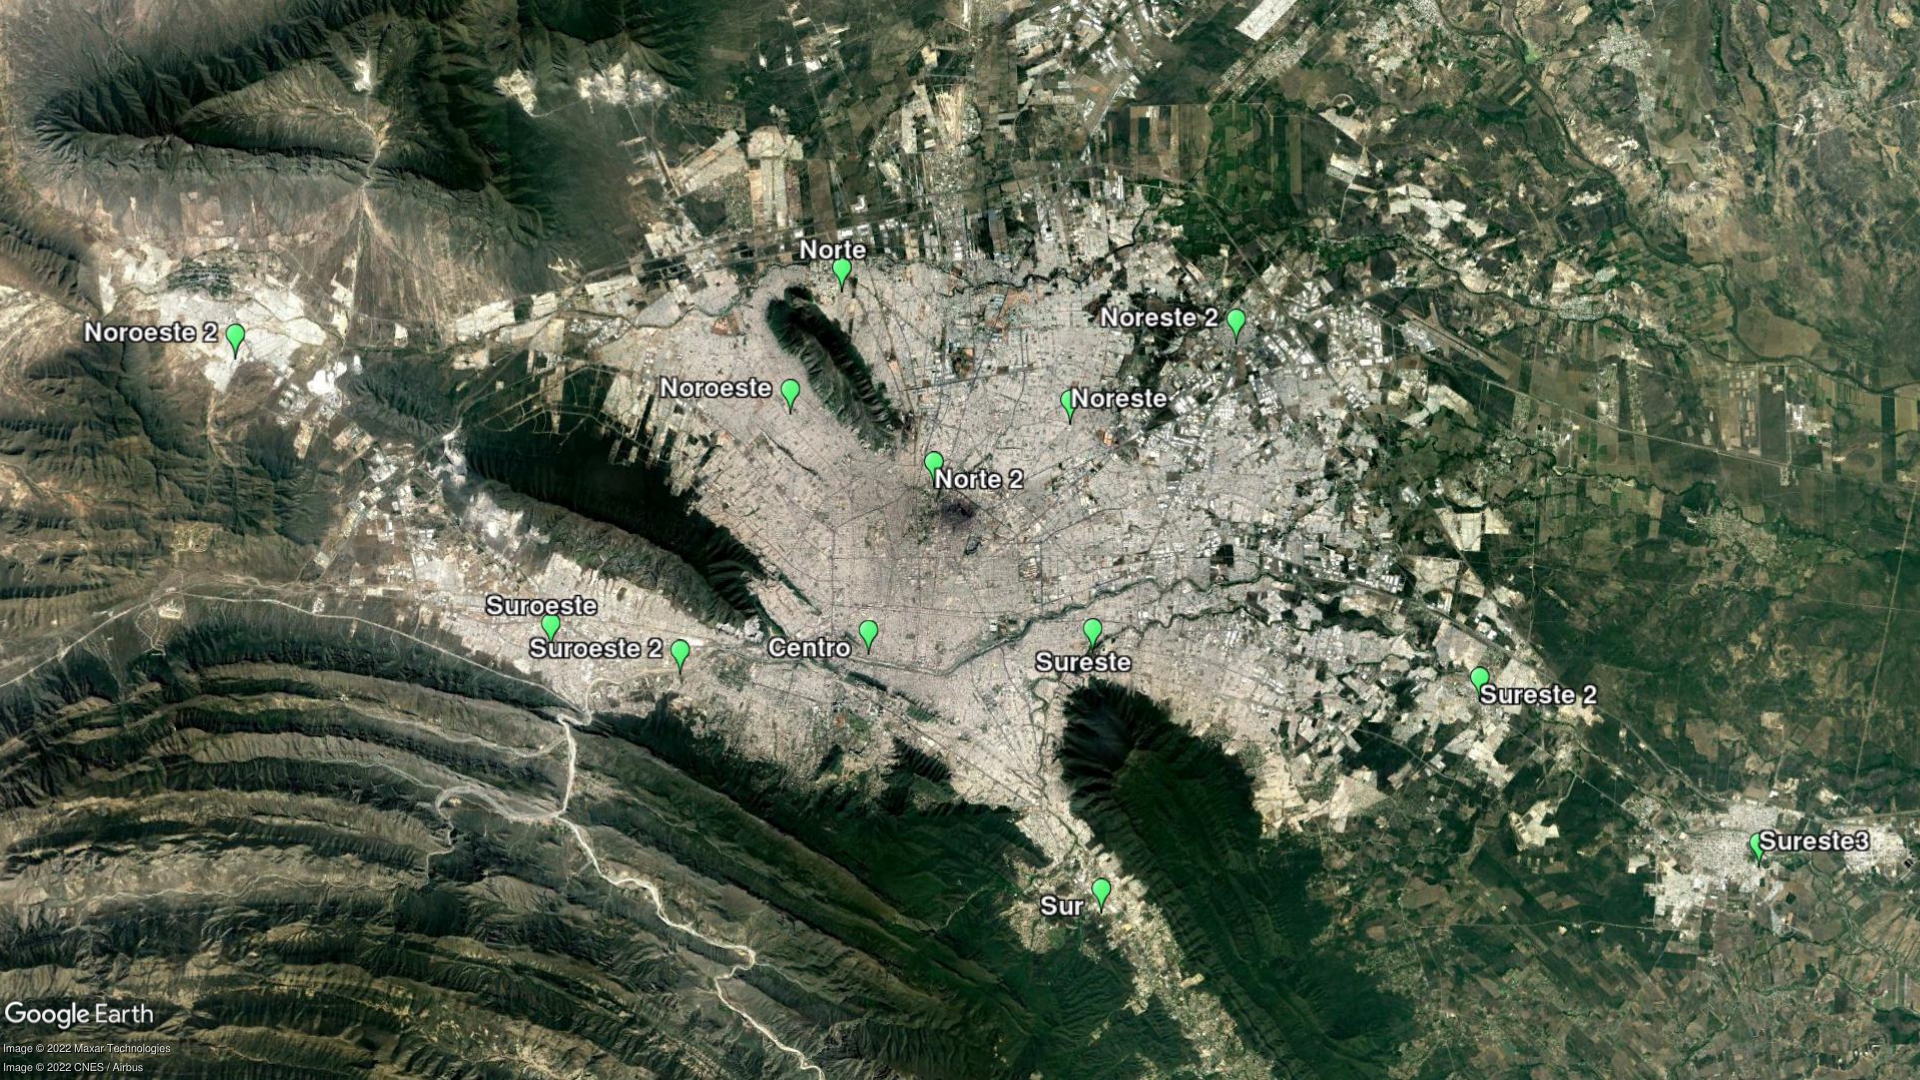 Norte
Noroeste 2
Noreste 2
Noroeste
Noreste
Norte 2
Suroeste
Suroeste 2
Centro
Sureste
Sureste 2
Sureste3
Sur
Google Earth
Image © 2022 Maxar Technologies
Image © 2022 CNES / Airbus